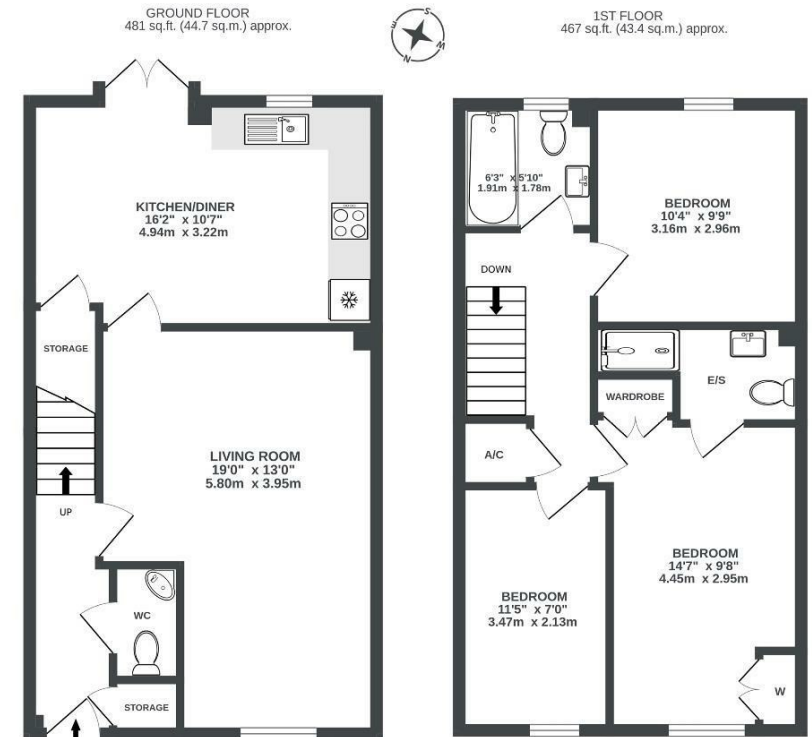 GROUND FLOOR
481 sq.ft. (44.7 sq.m.) approx.
S
E
W
N
1ST FLOOR
467 sq.ft. (43.4 sq.m.) approx.
KITCHEN/DINER
16'2" x 10'7"
4.94m x 3.22m
STORAGE
LIVING ROOM
19'0" x 13'0"
5.80m x 3.95m
UP
WC
STORAGE
6'3" x 5'10"
1.91m x 1.78m
BEDROOM
10'4" x 9'9"
3.16m x 2.96m
DOWN
E/S
WARDROBE
A/C
BEDROOM
14'7" x 9'8"
4.45m x 2.95m
BEDROOM
11'5" x 7'0"
3.47m x 2.13m
W